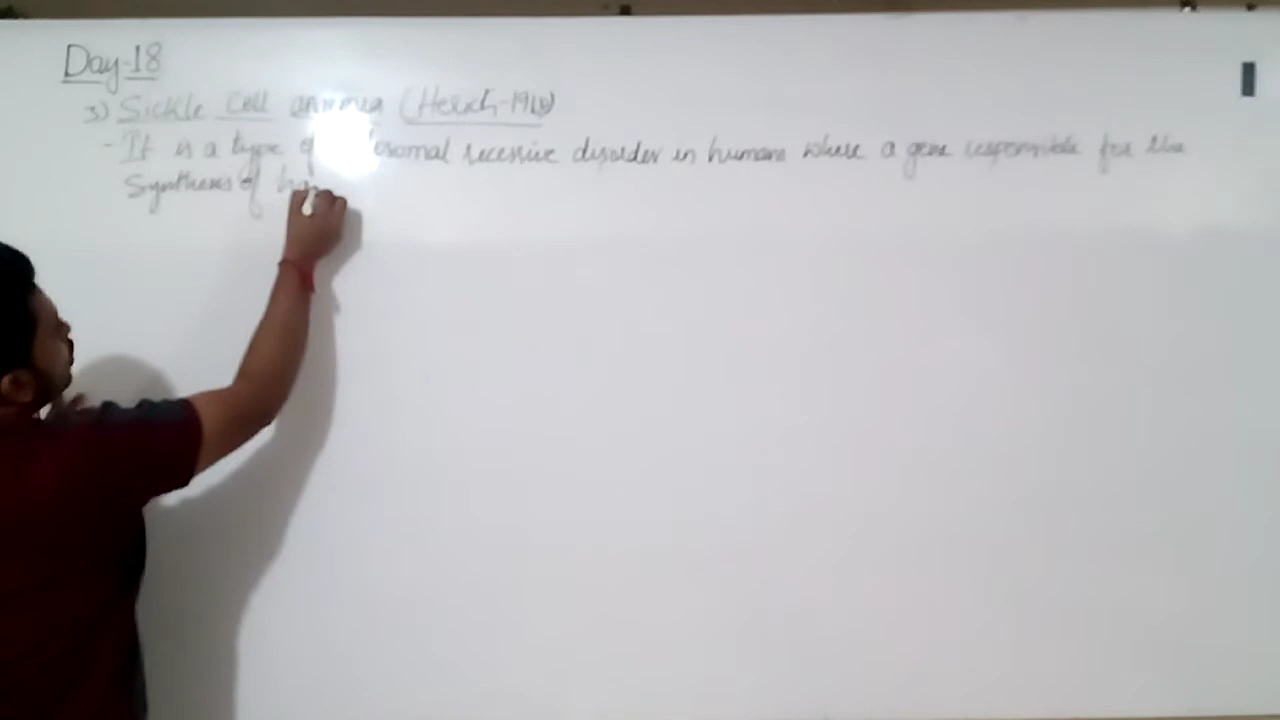 Day-18
3) Sickle cell anemia (Herrick-1910)
- It is a type of autosomal recessive disorder in humans where a gene responsible for the
Synthesis of